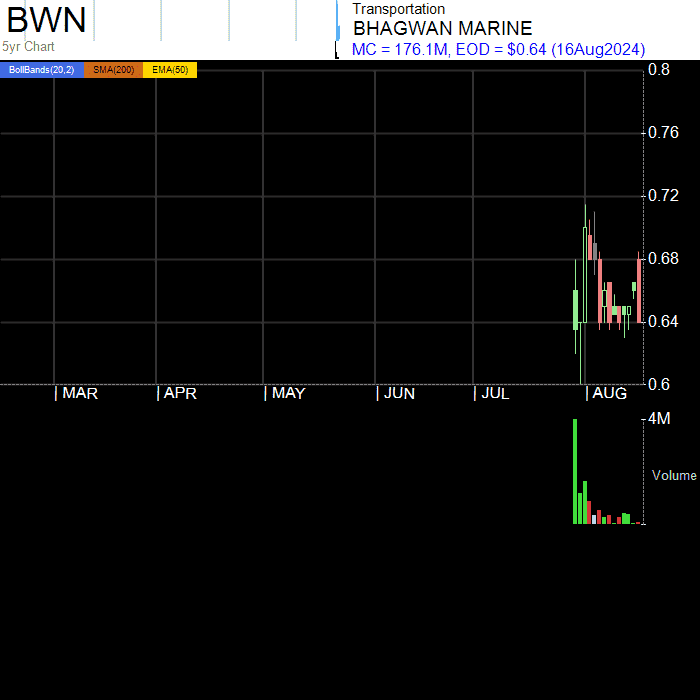 BWN
5yr Chart
Transportation
BHAGWAN MARINE
MC = 176.1M, EOD = $0.64 (16Aug2024)
BollBands(20,2) SMA(200) EMA(50)
0.8
0.76
0.72
0.68
0.64
0.6
| MAR | APR | MAY | JUN | JUL | AUG
4M
Volume